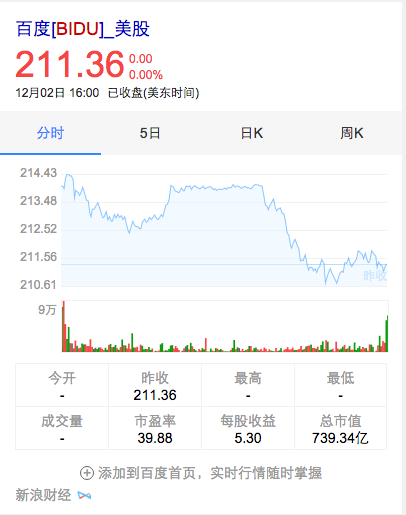 百度[BIDU]_美股
211.36 0.00
0.00%
12月02日 16:00 已收盘(美东时间)
分时 5日 日K 周K
214.43
213.48
212.52
211.56
昨收
210.61
9万
今开 昨收 最高 最低
- 211.36 - -
成交量 市盈率 每股收益 总市值
- 39.88 5.30 739.34亿
添加到百度首页，实时行情随时掌握
新浪财经